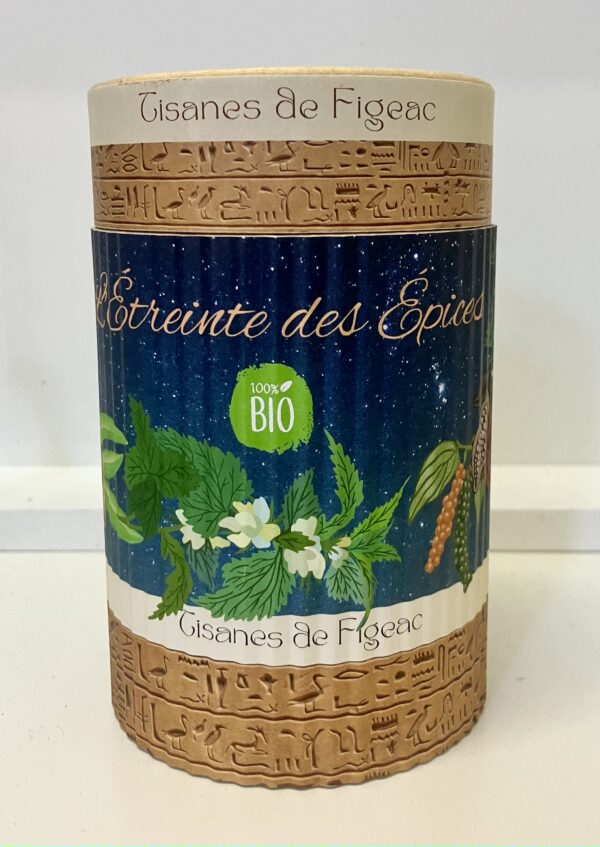 Tisanes de Figeac
L'Étreinte des Épices
100%
BIO
Tisanes de Figeac